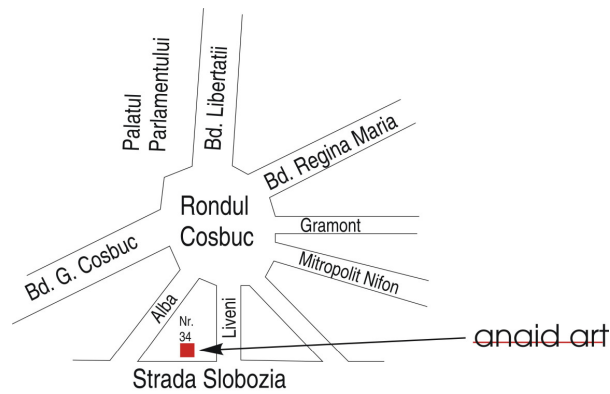 Palatul
Parlamentului
Bd. Libertatii
Bd. Regina Maria
Rondul
Cosbuc
Gramont
Mitropolit Nifon
Bd. G. Cosbuc
Alba
Nr.
34
Liveni
anaid art
Strada Slobozia